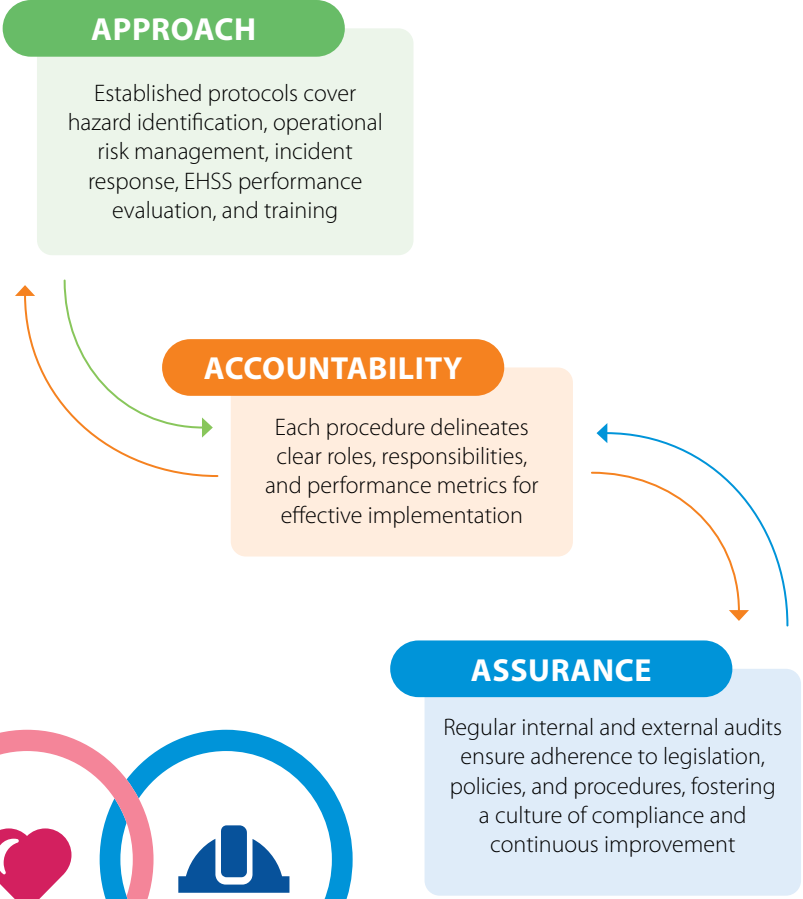 APPROACH
Established protocols cover
hazard identification, operational
risk management, incident
response, EHSS performance
evaluation, and training
ACCOUNTABILITY
Each procedure delineates
clear roles, responsibilities,
and performance metrics for
effective implementation
ASSURANCE
Regular internal and external audits
ensure adherence to legislation,
policies, and procedures, fostering
a culture of compliance and
continuous improvement